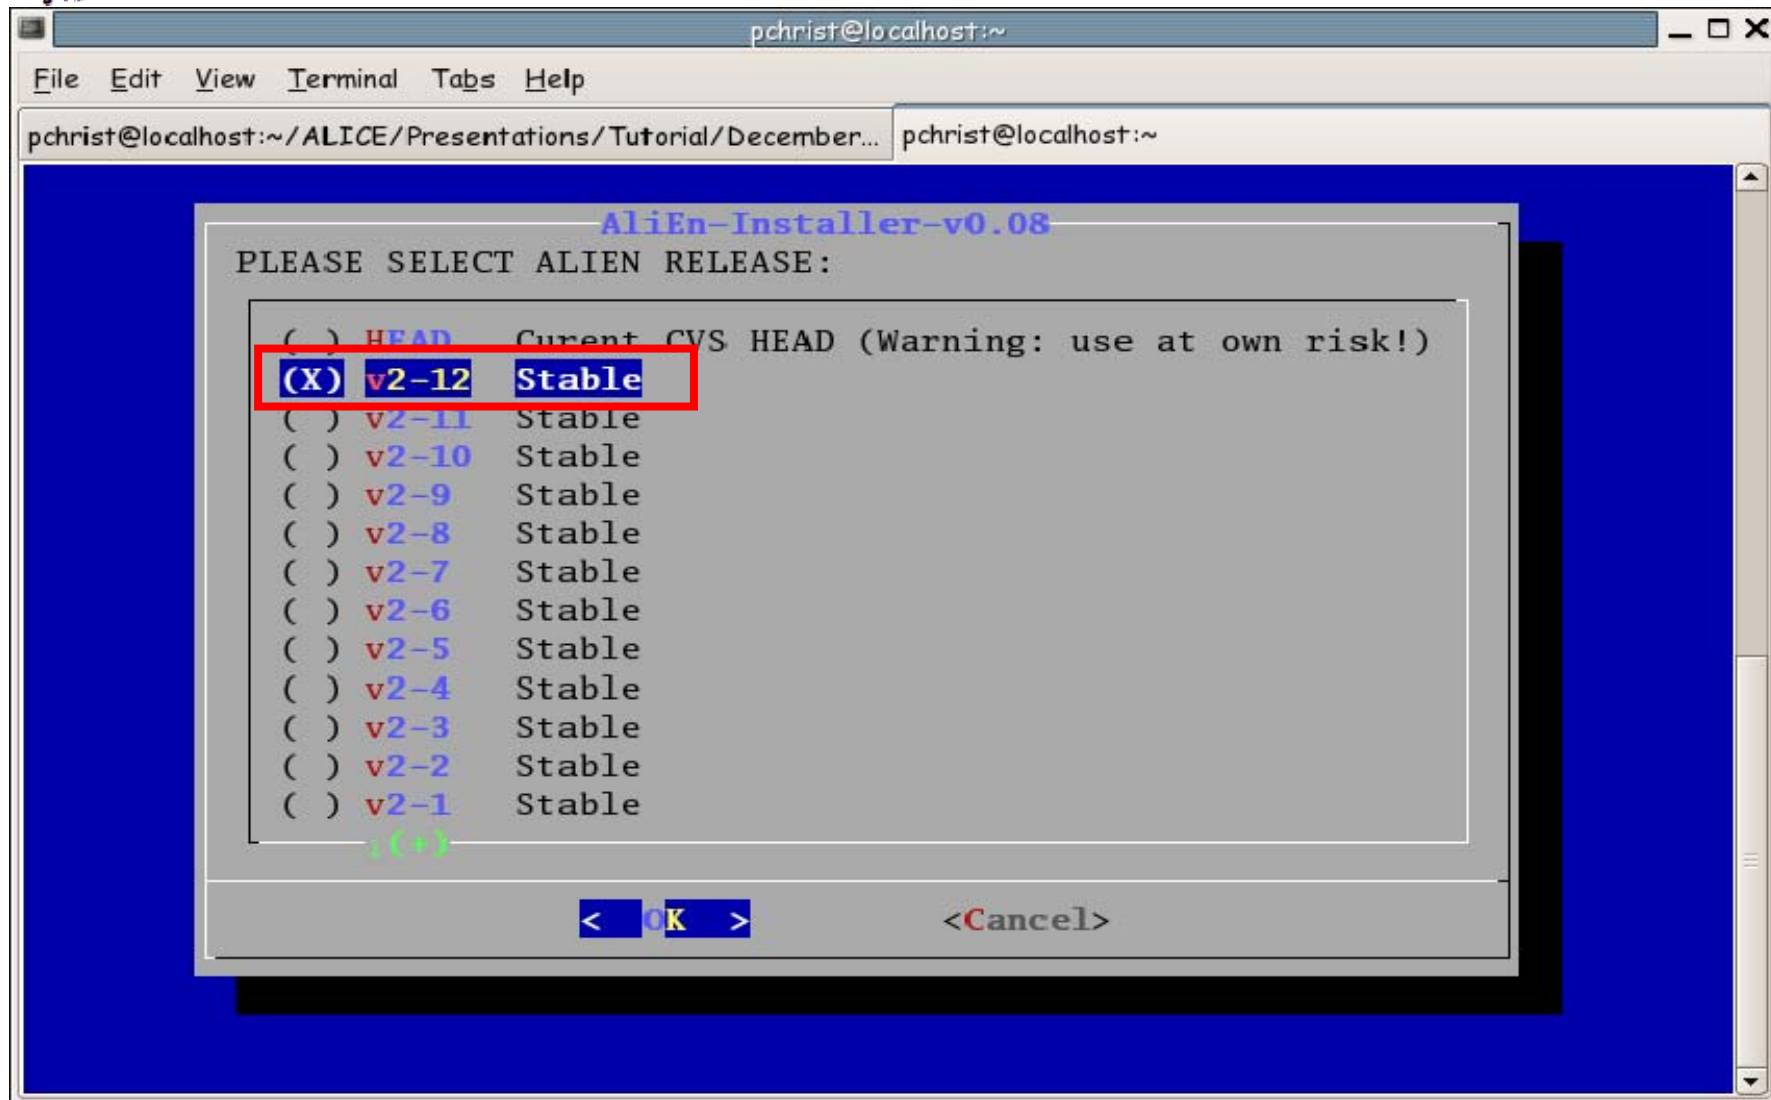 pchrist@localhost:~
File Edit View Terminal Tabs Help
pchrist@localhost:~/ALICE/Presentations/Tutorial/December... pchrist@localhost:~
AliEn-Installer-v0.08
PLEASE SELECT ALIEN RELEASE:
( ) HEAD Curent CVS HEAD (Warning: use at own risk!)
(X) v2-12 Stable
( ) v2-11 Stable
( ) v2-10 Stable
( ) v2-9 Stable
( ) v2-8 Stable
( ) v2-7 Stable
( ) v2-6 Stable
( ) v2-5 Stable
( ) v2-4 Stable
( ) v2-3 Stable
( ) v2-2 Stable
( ) v2-1 Stable
↓(+)
< OK > <Cancel>